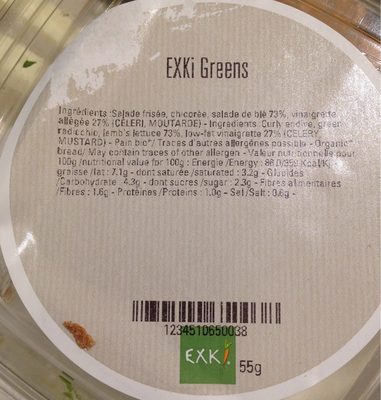 EXKi Greens
Ingrédients :Salade frisée, chicorée, salade de blé 73%, vinaigrette
allégée 27% (CÉLERI, MOUTARDE) - Ingredients: Curly endive, green
radicchio, lamb's lettuce 73%, low-fat vinaigrette 27% (CELERY,
MUSTARD) - Pain bio*/ Traces d'autres allergènes possible - Organic*
bread/ May contain traces of other allergen - Valeur nutritionnelle pour
100g /nutritional value for 100g : Energie /Energy : Kcal/KJ
graisse /fat : 7.1g - dont saturée /saturated : 3.2g - Glucides
/Carbohydrate : 4.3g - dont sucres /sugar : 2.3g - Fibres alimentaires
/Fibres : 1.6g - Protéines /Proteins : 1.0g - Sel /Salt : 0.6g -
1234510650038
EXKi
55g